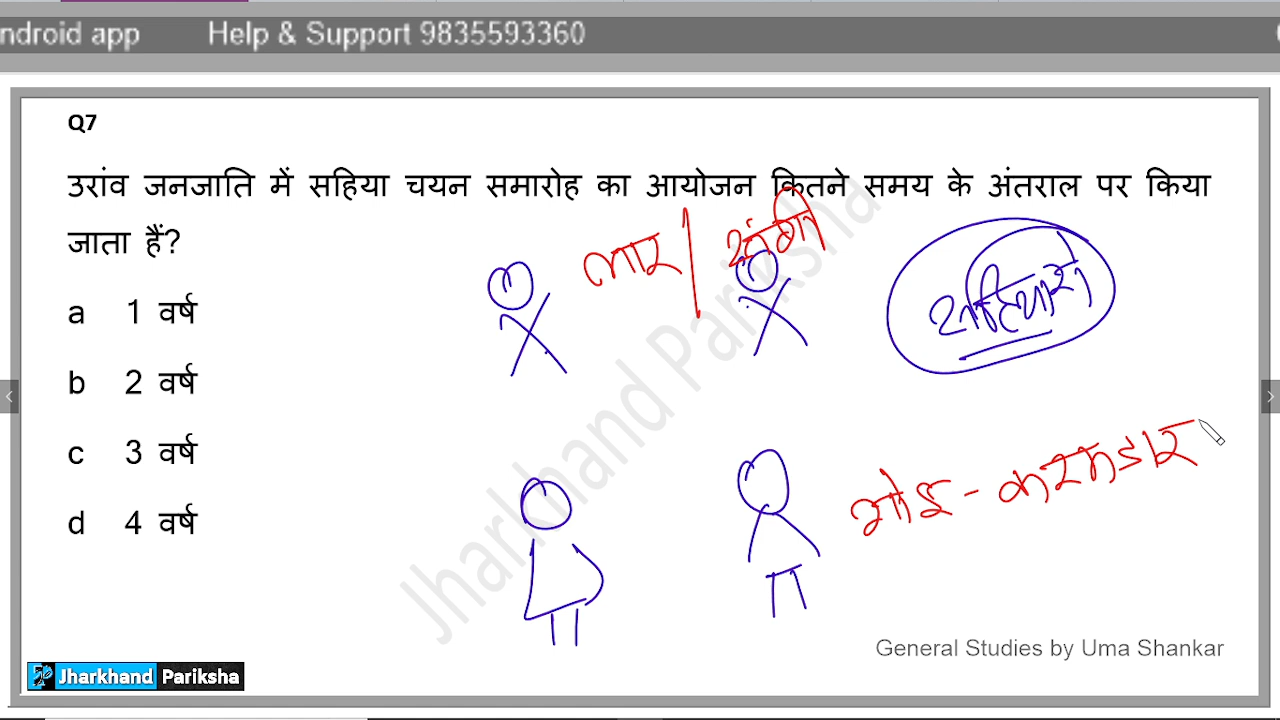 ndroid app Help & Support 9835593360
Q7
उरांव जनजाति में सहिया चयन समारोह का आयोजन कितने समय के अंतराल पर किया
जाता हैं?
लार / संगी
सहियारो
a 1 वर्ष
b 2 वर्ष
c 3 वर्ष
d 4 वर्ष
गोई - करमडार
Jharkhand Pariksha
General Studies by Uma Shankar
Jharkhand Pariksha